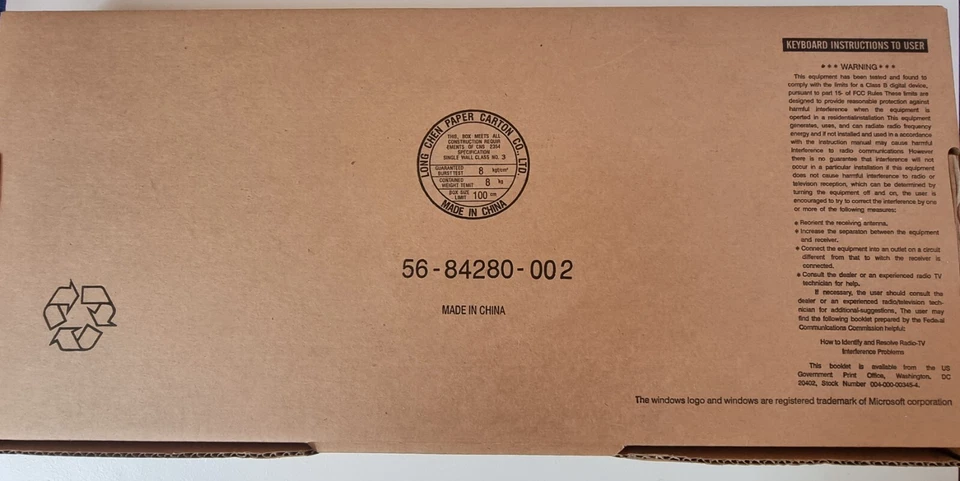 KEYBOARD INSTRUCTIONS TO USER
*** WARNING ***
This equipment has been tested and found to
comply with the limits for a Class B digital device,
pursuant to part 15- of FCC Rules These limits are
designed to provide reasonable protection against
harmful interference when the equipment is
operted in a residentialinstallation This equipment
generates, uses, and can radiate radio frequency
energy and if not installed and used in a accordance
with the instruction manual may cause harmful
Interference to radio communications. However
there is no guarantee that interference will not
occur in a particular installation if this equipment
does not cause harmful interference to radio or
television reception, which can be determined by
turning the equipment off and on, the user is
encouraged to try to correct the interference by one
or more of the following measures:
● Reorient the receiving antenna.
● Increase the separation between the equipment
and receiver.
● Connect the equipment into an outlet on a circuit
different from that to witch the receiver is
connected.
● Consult the dealer or an experienced radio TV
technician for help.
If necessary, the user should consult the
dealer or an experienced radio/television tech-
nician for additional-suggestions, The user may
find the following booklet prepared by the Federal
Communications Commission helpful:
How to Identify and Resolve Radio-TV
Interference Problems
This booklet is available from the US
Government Print Office, Washington, DC
20402, Stock Number 004-000-00345-4.
LONG CHEN PAPER CARTON CO., LTD.
THIS, BOX MEETS ALL
CONSTRUCTION REQUIR
EMENTS OF CNS 2354
SPECIFICATION
SINGLE WALL CLASS NO. 3
GUARANTEED
BURST TEST 8 kgf/cm²
CONTAINED
WEIGHT 8 kg
BOX SIZE
LIMIT 100 cm
MADE IN CHINA
56-84280-002
MADE IN CHINA
The windows logo and windows are registered trademark of Microsoft corporation